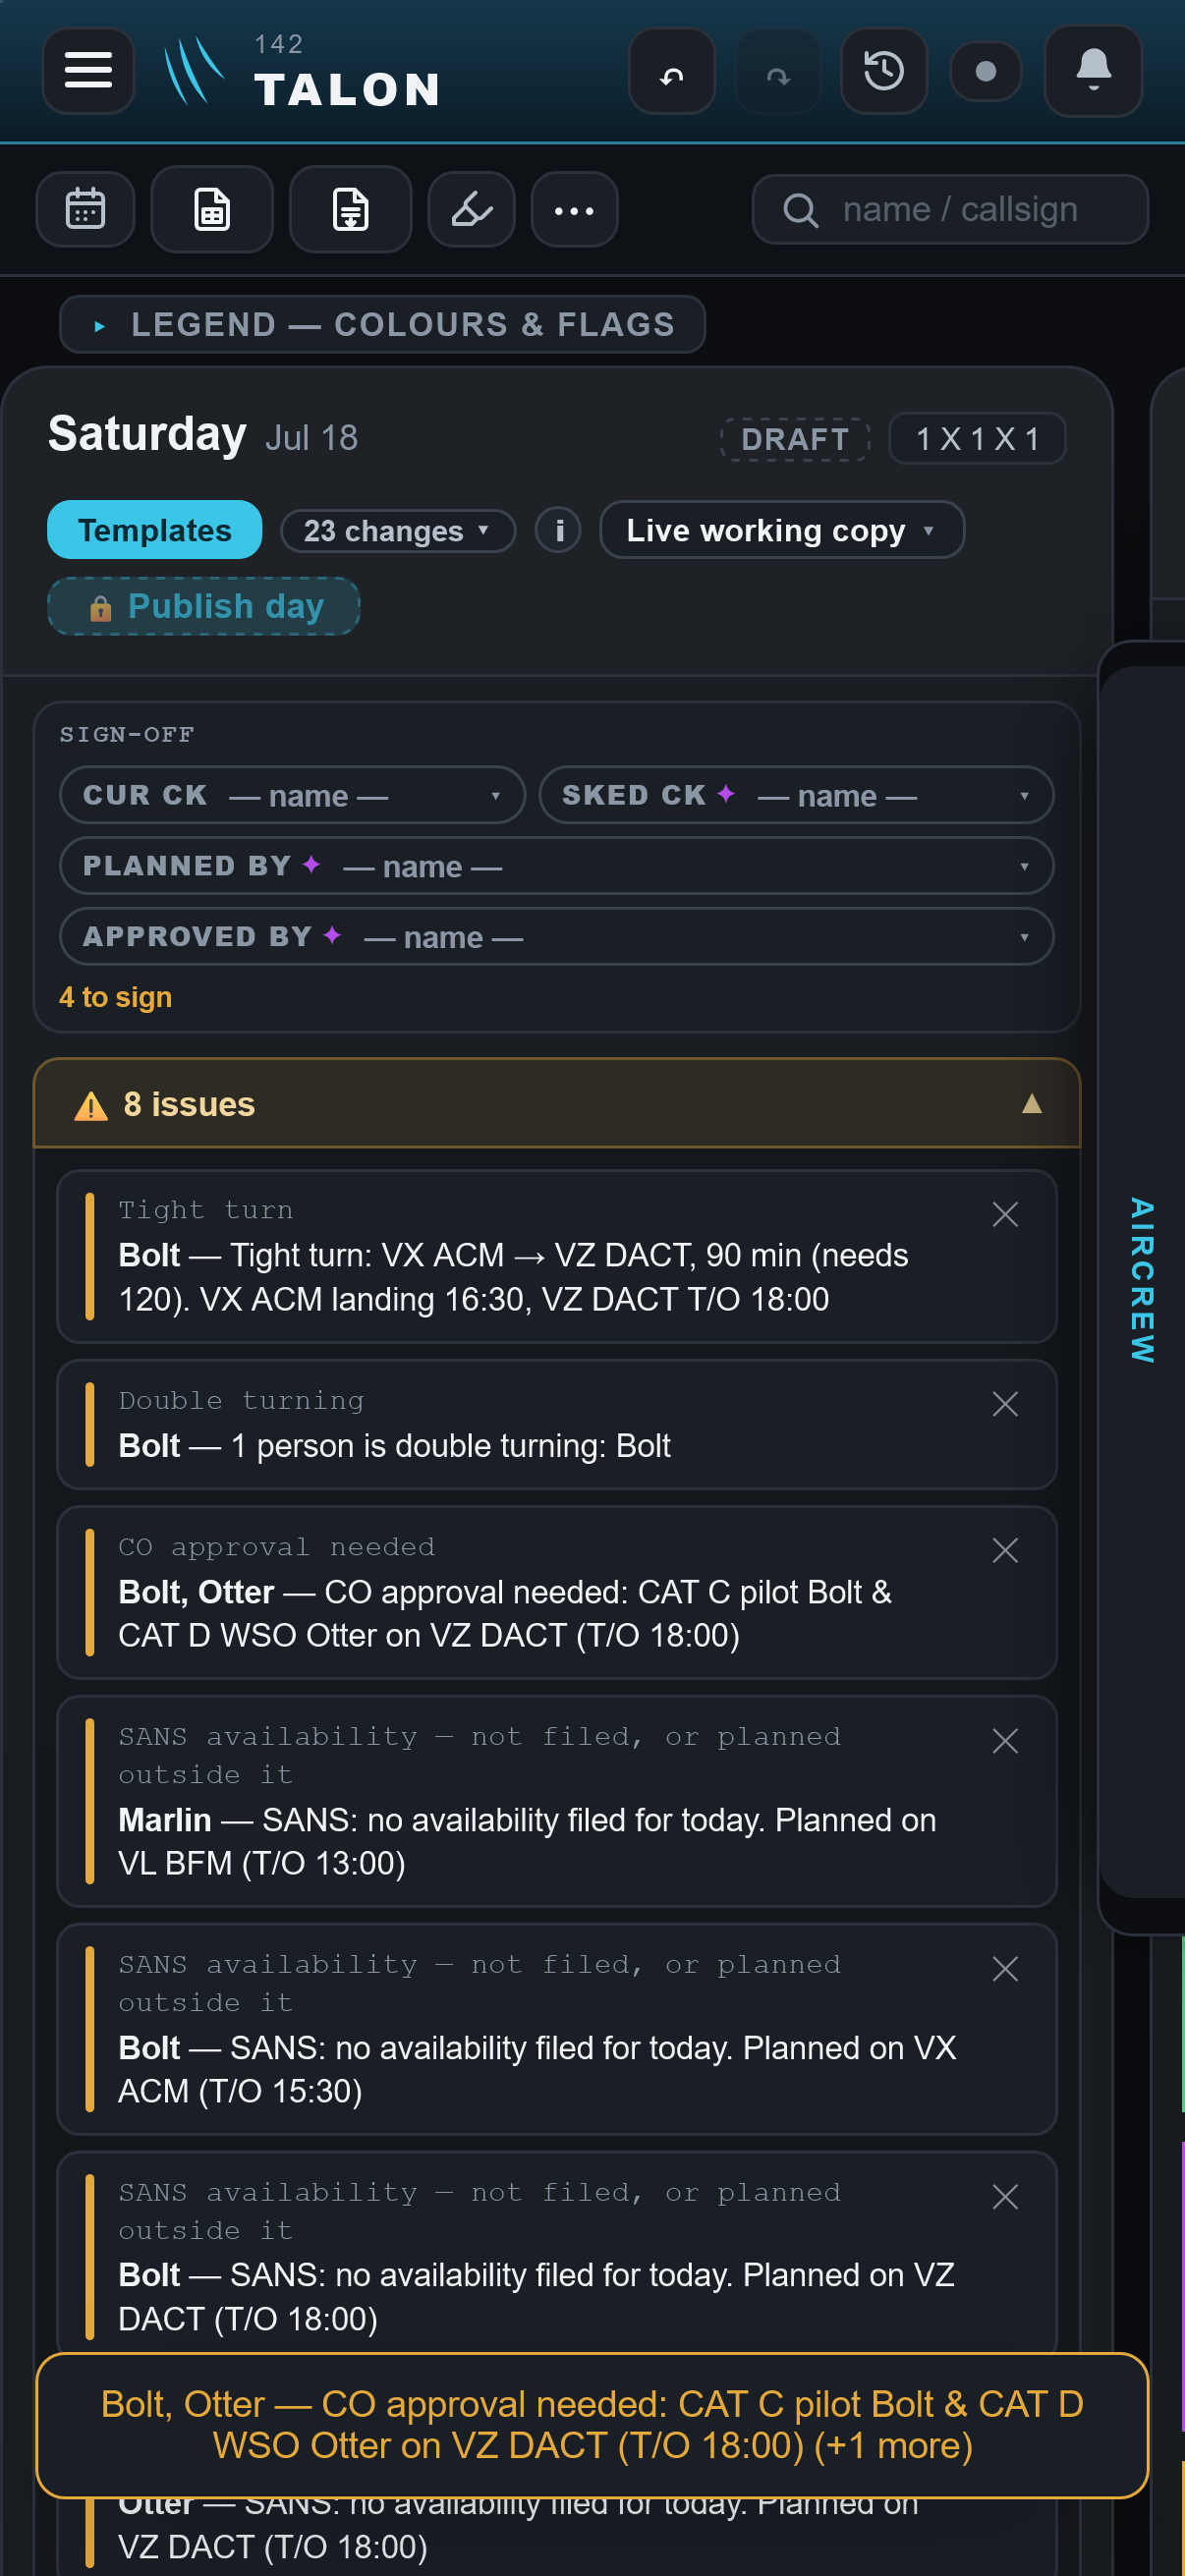 142
TALON
name / callsign
▸ LEGEND — COLOURS & FLAGS
Saturday Jul 18
DRAFT
1 X 1 X 1
Templates
23 changes ▾
i
Live working copy ▾
🔒 Publish day
SIGN-OFF
CUR CK — name — ▾
SKED CK ✦ — name — ▾
PLANNED BY ✦ — name — ▾
APPROVED BY ✦ — name — ▾
4 to sign
⚠️ 8 issues ▲
Tight turn
Bolt — Tight turn: VX ACM → VZ DACT, 90 min (needs
120). VX ACM landing 16:30, VZ DACT T/O 18:00
Double turning
Bolt — 1 person is double turning: Bolt
CO approval needed
Bolt, Otter — CO approval needed: CAT C pilot Bolt &
CAT D WSO Otter on VZ DACT (T/O 18:00)
SANS availability — not filed, or planned
outside it
Marlin — SANS: no availability filed for today. Planned on
VL BFM (T/O 13:00)
SANS availability — not filed, or planned
outside it
Bolt — SANS: no availability filed for today. Planned on VX
ACM (T/O 15:30)
SANS availability — not filed, or planned
outside it
Bolt — SANS: no availability filed for today. Planned on VZ
DACT (T/O 18:00)
Bolt, Otter — CO approval needed: CAT C pilot Bolt & CAT D
WSO Otter on VZ DACT (T/O 18:00) (+1 more)
Otter — SANS: no availability filed for today. Planned on
VZ DACT (T/O 18:00)
AIRCREW